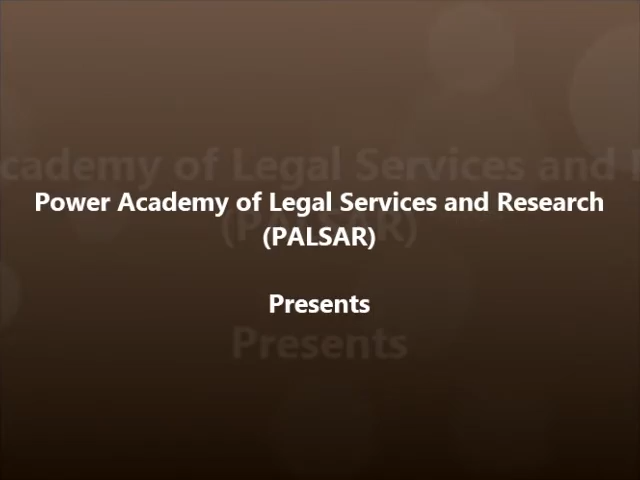 Power Academy of Legal Services and Research
(PALSAR)
Presents